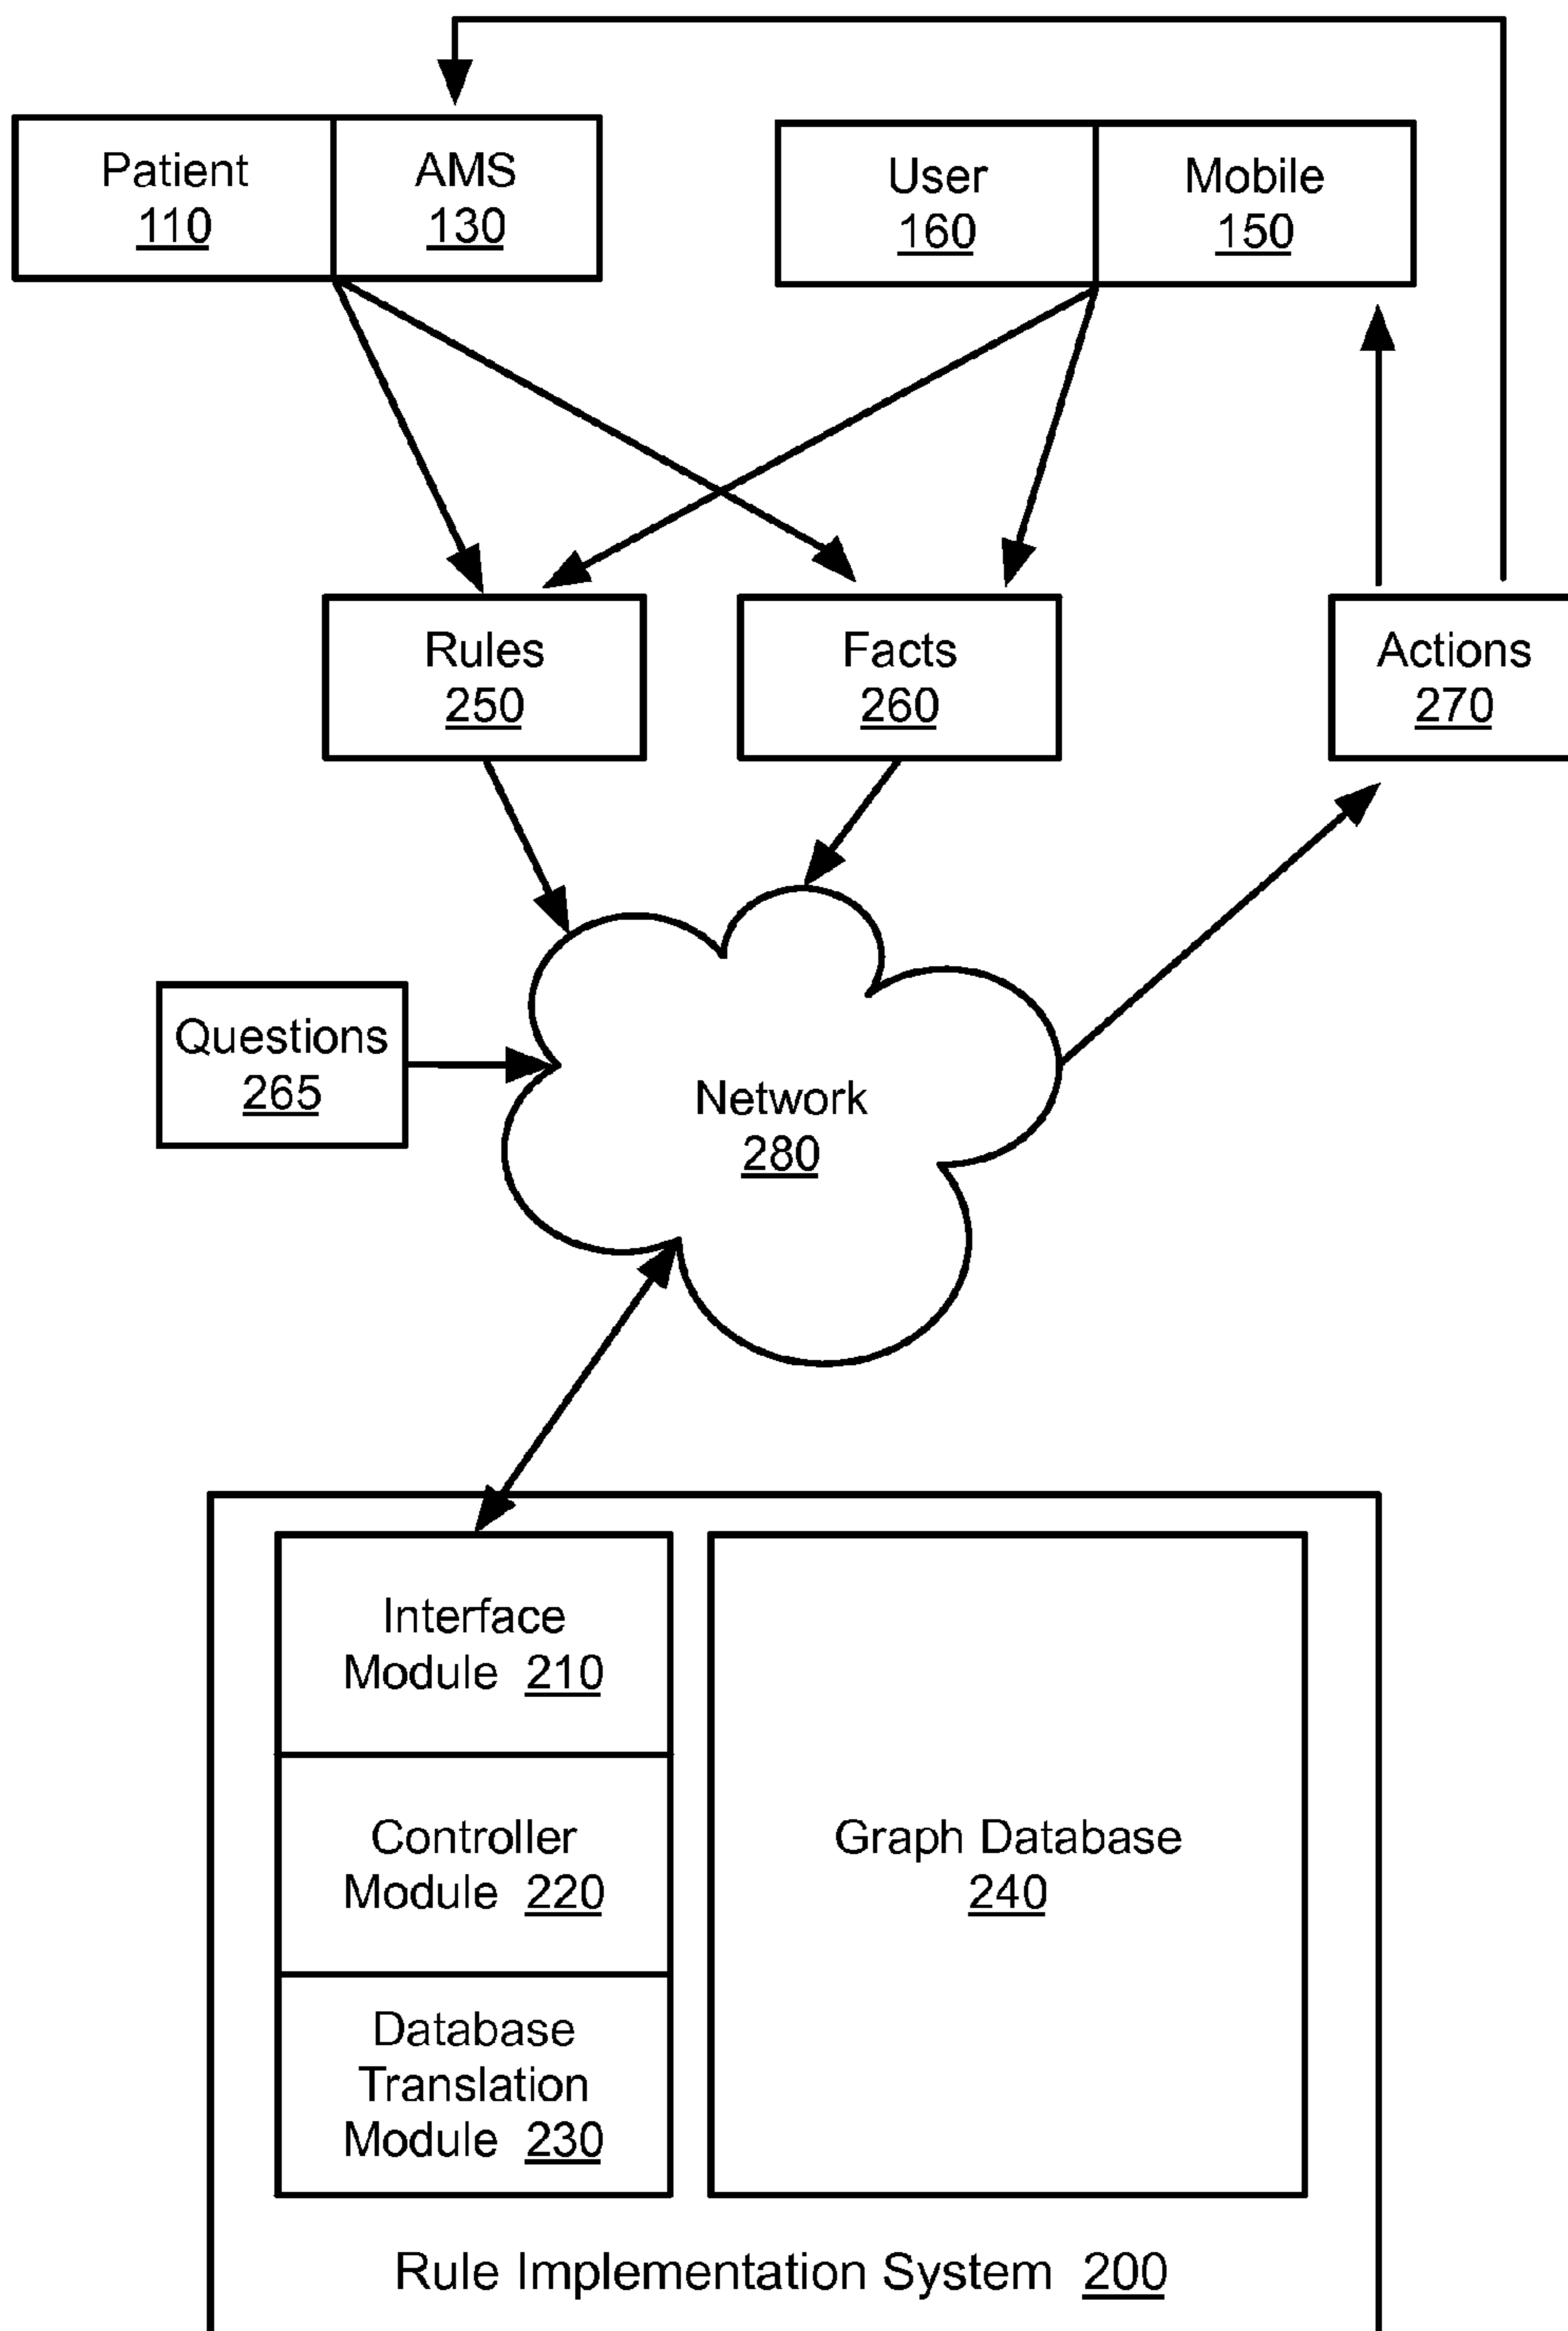 Patient
110
AMS
130
User
160
Mobile
150
Rules
250
Facts
260
Actions
270
Questions
265
Network
280
Interface
Module 210
Controller
Module 220
Database
Translation
Module 230
Graph Database
240
Rule Implementation System 200